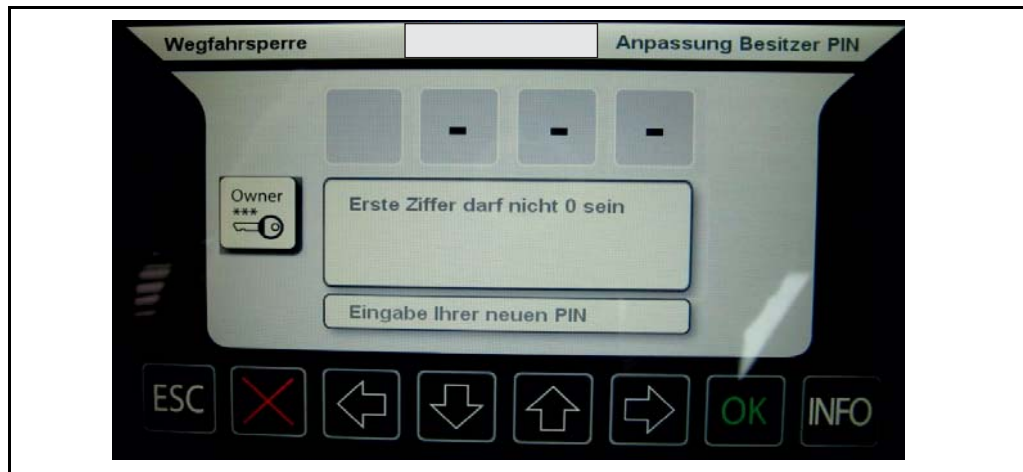 Wegfahrsperre
Anpassung Besitzer PIN
- - -
Owner
***
Erste Ziffer darf nicht 0 sein
Eingabe Ihrer neuen PIN
ESC
OK
INFO